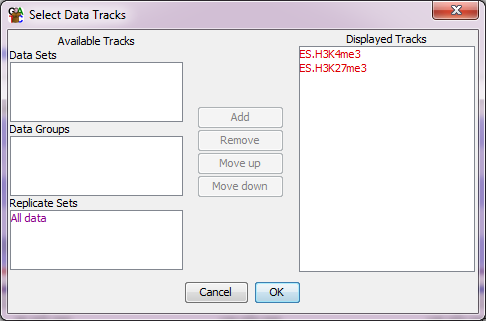 Select Data Tracks
Available Tracks
Displayed Tracks
Data Sets
ES.H3K4me3
ES.H3K27me3
Add
Data Groups
Remove
Move up
Move down
Replicate Sets
All data
Cancel
OK